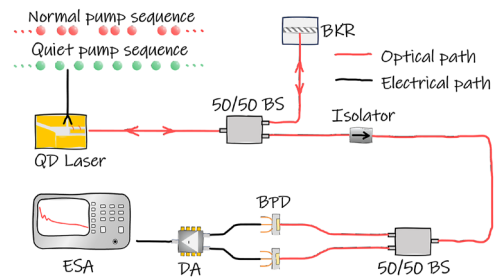 Normal pump sequence
Quiet pump sequence
BKR
Optical path
Electrical path
50/50 BS
Isolator
QD Laser
BPD
ESA
DA
50/50 BS